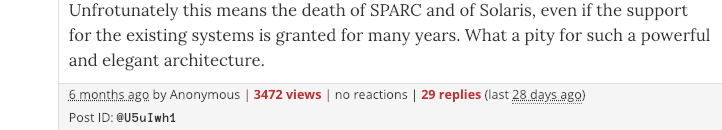 Unfrotunately this means the death of SPARC and of Solaris, even if the support
for the existing systems is granted for many years. What a pity for such a powerful
and elegant architecture.
6 months ago by Anonymous | 3472 views | no reactions | 29 replies (last 28 days ago)
Post ID: @U5uIwh1